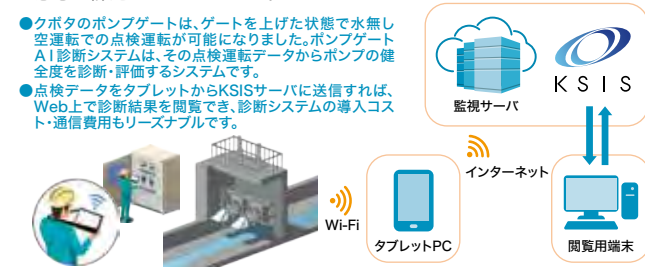 ●クボタのポンプゲートは、ゲートを上げた状態で水無し
空運転での点検運転が可能になりました。ポンプゲート
AI診断システムは、その点検運転データからポンプの健
全度を診断・評価するシステムです。
●点検データをタブレットからKSISサーバに送信すれば、
Web上で診断結果を閲覧でき、診断システムの導入コス
ト・通信費用もリーズナブルです。
KSIS
監視サーバ
インターネット
Wi-Fi
タブレットPC
閲覧用端末